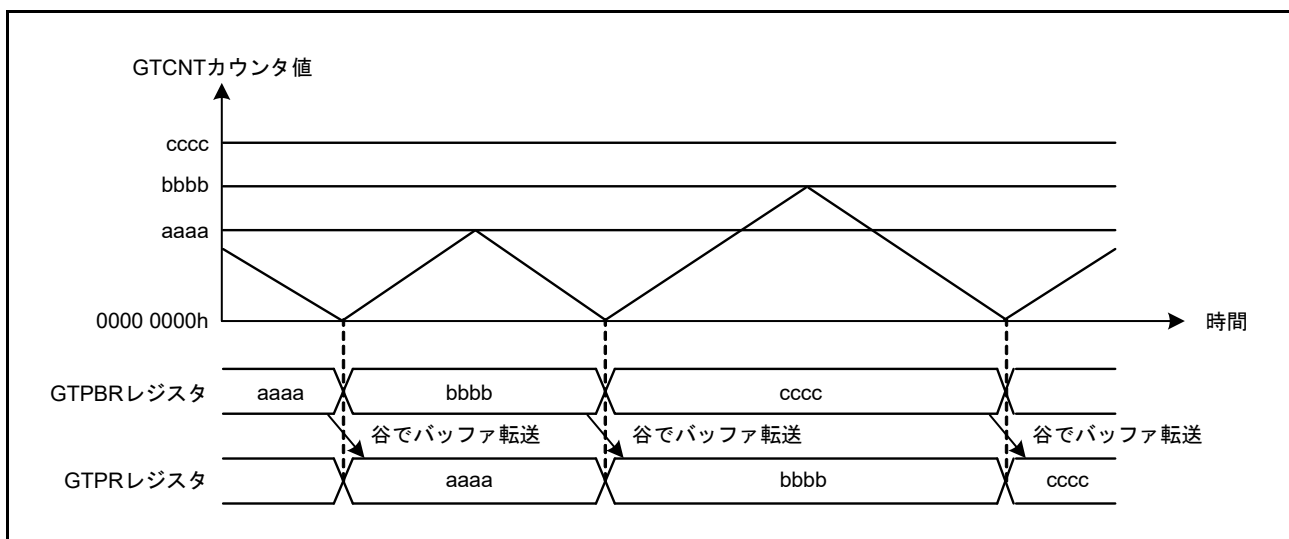 GTCNTカウンタ値
cccc
bbbb
aaaa
0000 0000h
時間
GTPBRレジスタ aaaa bbbb cccc
谷でバッファ転送 谷でバッファ転送 谷でバッファ転送
GTPRレジスタ aaaa bbbb cccc